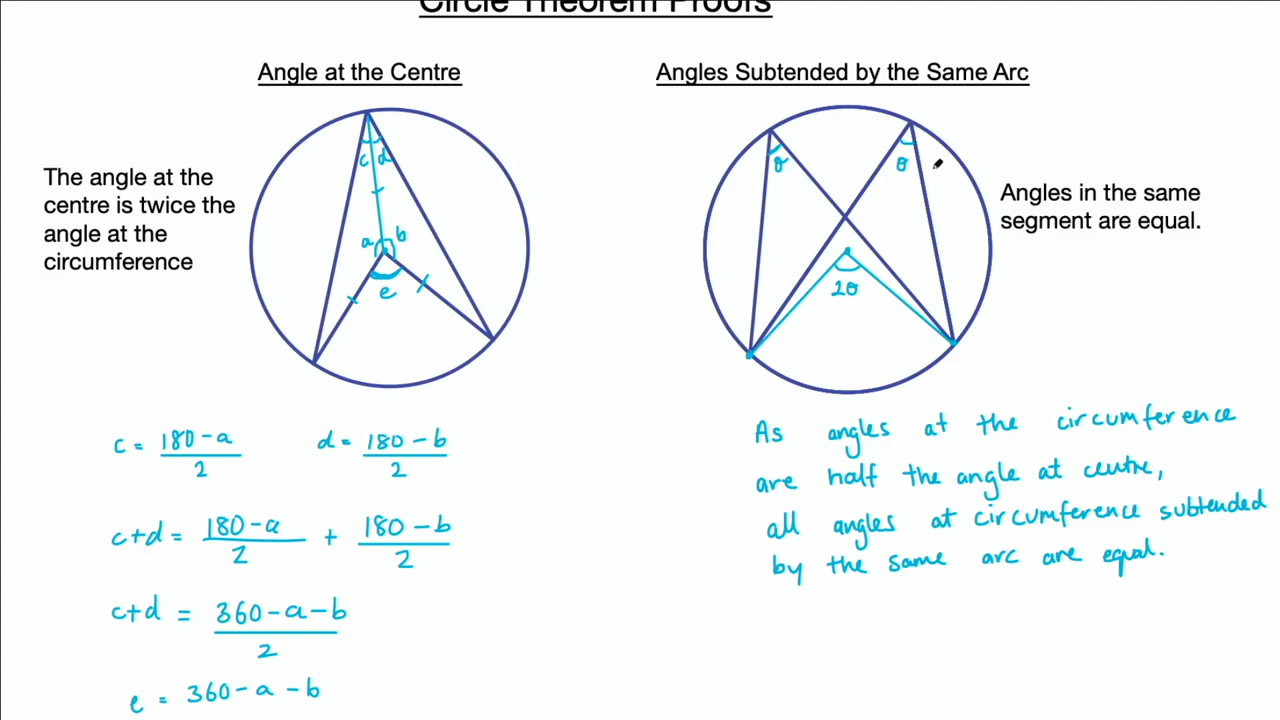 Circle Theorem Proofs
Angle at the Centre
The angle at the
centre is twice the
angle at the
circumference
c d
a b
e
c = 180-a / 2
d = 180-b / 2
c+d = 180-a / 2 + 180-b / 2
c+d = 360-a-b / 2
e = 360-a-b
Angles Subtended by the Same Arc
θ θ
2θ
Angles in the same
segment are equal.
As angles at the circumference
are half the angle at centre,
all angles at circumference subtended
by the same arc are equal.